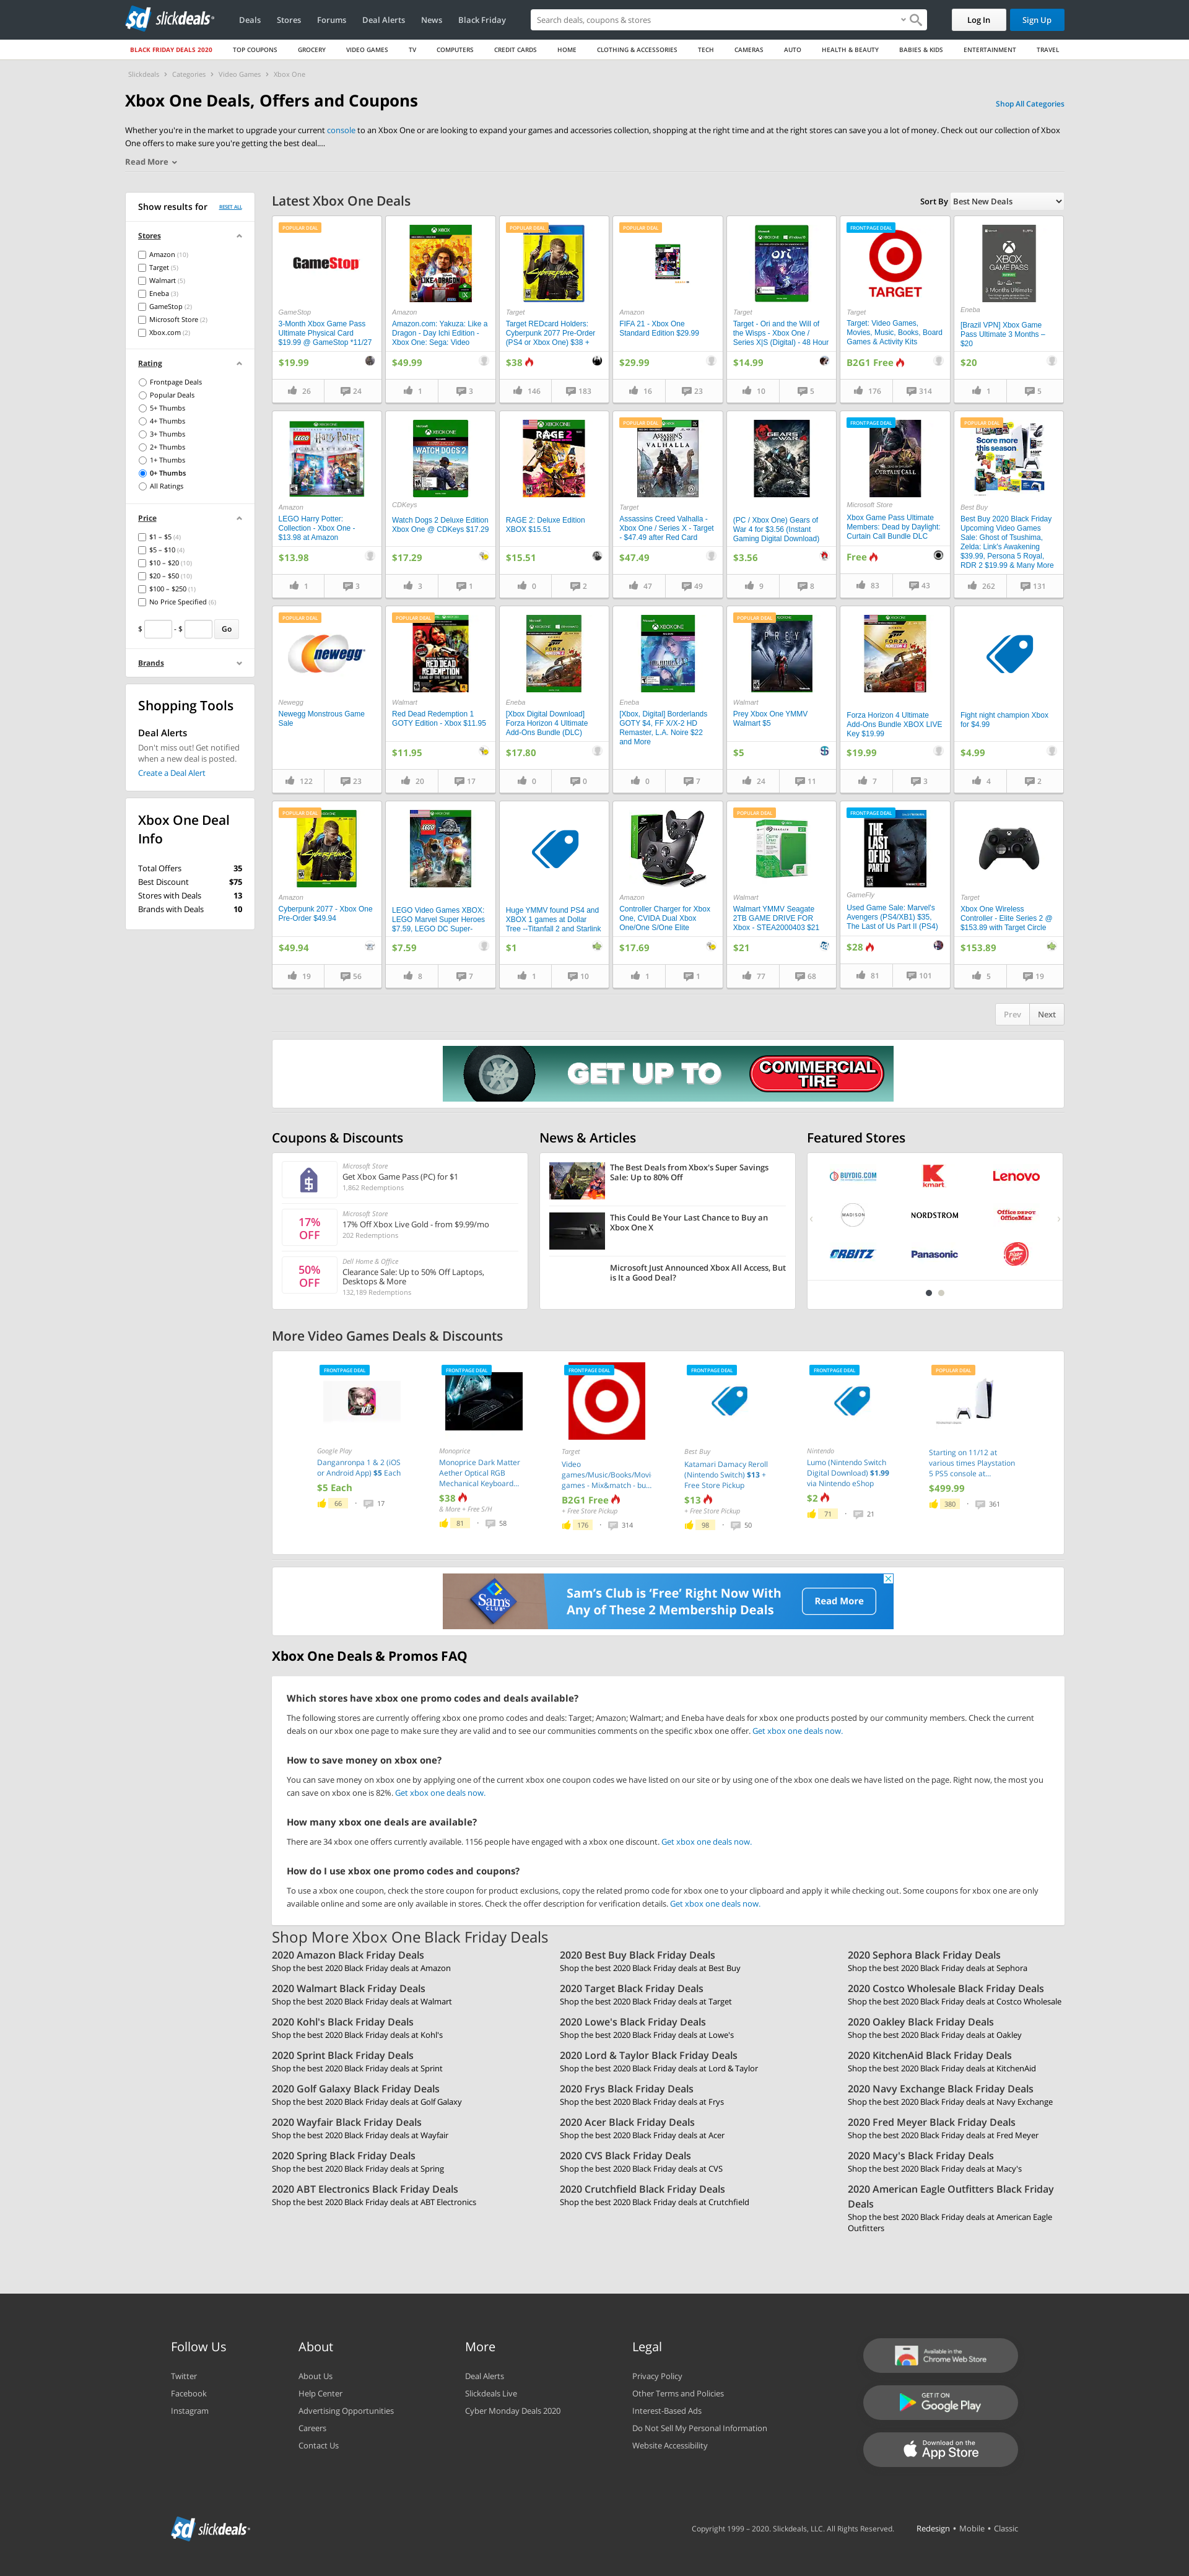 slickdeals
Deals Stores Forums Deal Alerts News Black Friday
Search deals, coupons & stores
Log In Sign Up
BLACK FRIDAY DEALS 2020 TOP COUPONS GROCERY VIDEO GAMES TV COMPUTERS CREDIT CARDS HOME CLOTHING & ACCESSORIES TECH CAMERAS AUTO HEALTH & BEAUTY BABIES & KIDS ENTERTAINMENT TRAVEL
Slickdeals › Categories › Video Games › Xbox One
Xbox One Deals, Offers and Coupons
Shop All Categories
Whether you're in the market to upgrade your current console to an Xbox One or are looking to expand your games and accessories collection, shopping at the right time and at the right stores can save you a lot of money. Check out our collection of Xbox
One offers to make sure you're getting the best deal....
Read More
Show results for RESET ALL
Stores
Amazon (10)
Target (5)
Walmart (5)
Eneba (3)
GameStop (2)
Microsoft Store (2)
Xbox.com (2)
Rating
Frontpage Deals
Popular Deals
5+ Thumbs
4+ Thumbs
3+ Thumbs
2+ Thumbs
1+ Thumbs
0+ Thumbs
All Ratings
Price
$1 – $5 (4)
$5 – $10 (4)
$10 – $20 (10)
$20 – $50 (10)
$100 – $250 (1)
No Price Specified (6)
$ - $ Go
Brands
Shopping Tools
Deal Alerts
Don't miss out! Get notified
when a new deal is posted.
Create a Deal Alert
Xbox One Deal
Info
Total Offers 35
Best Discount $75
Stores with Deals 13
Brands with Deals 10
Latest Xbox One Deals
Sort By Best New Deals
POPULAR DEAL
GameStop
GameStop
3-Month Xbox Game Pass
Ultimate Physical Card
$19.99 @ GameStop *11/27
$19.99
26 24
Amazon
Amazon.com: Yakuza: Like a
Dragon - Day Ichi Edition -
Xbox One: Sega: Video
$49.99
1 3
POPULAR DEAL
Target
Target REDcard Holders:
Cyberpunk 2077 Pre-Order
(PS4 or Xbox One) $38 +
$38
146 183
POPULAR DEAL
Amazon
FIFA 21 - Xbox One
Standard Edition $29.99
$29.99
16 23
ori
Target
Target - Ori and the Will of
the Wisps - Xbox One /
Series X|S (Digital) - 48 Hour
$14.99
10 5
FRONTPAGE DEAL
TARGET
Target
Target: Video Games,
Movies, Music, Books, Board
Games & Activity Kits
B2G1 Free
176 314
XBOX
GAME PASS
3 Months Ultimate
Eneba
[Brazil VPN] Xbox Game
Pass Ultimate 3 Months –
$20
$20
1 5
Amazon
LEGO Harry Potter:
Collection - Xbox One -
$13.98 at Amazon
$13.98
1 3
WATCH DOGS 2
CDKeys
Watch Dogs 2 Deluxe Edition
Xbox One @ CDKeys $17.29
$17.29
3 1
RAGE 2
RAGE 2: Deluxe Edition
XBOX $15.51
$15.51
0 2
POPULAR DEAL
VALHALLA
Target
Assassins Creed Valhalla -
Xbox One / Series X - Target
- $47.49 after Red Card
$47.49
47 49
GEARS OF WAR
(PC / Xbox One) Gears of
War 4 for $3.56 (Instant
Gaming Digital Download)
$3.56
9 8
FRONTPAGE DEAL
CURTAIN CALL
Microsoft Store
Xbox Game Pass Ultimate
Members: Dead by Daylight:
Curtain Call Bundle DLC
Free
83 43
POPULAR DEAL
Score more
this season
Best Buy
Best Buy 2020 Black Friday
Upcoming Video Games
Sale: Ghost of Tsushima,
Zelda: Link's Awakening
$39.99, Persona 5 Royal,
RDR 2 $19.99 & Many More
262 131
POPULAR DEAL
newegg
Newegg
Newegg Monstrous Game
Sale
122 23
POPULAR DEAL
RED DEAD REDEMPTION
Walmart
Red Dead Redemption 1
GOTY Edition - Xbox $11.95
$11.95
20 17
Eneba
[Xbox Digital Download]
Forza Horizon 4 Ultimate
Add-Ons Bundle (DLC)
$17.80
0 0
Eneba
[Xbox, Digital] Borderlands
GOTY $4, FF X/X-2 HD
Remaster, L.A. Noire $22
and More
0 7
POPULAR DEAL
PREY
Walmart
Prey Xbox One YMMV
Walmart $5
$5
24 11
Forza Horizon 4 Ultimate
Add-Ons Bundle XBOX LIVE
Key $19.99
$19.99
7 3
Fight night champion Xbox
for $4.99
$4.99
4 2
POPULAR DEAL
Amazon
Cyberpunk 2077 - Xbox One
Pre-Order $49.94
$49.94
19 56
LEGO Video Games XBOX:
LEGO Marvel Super Heroes
$7.59, LEGO DC Super-
$7.59
8 7
Huge YMMV found PS4 and
XBOX 1 games at Dollar
Tree --Titanfall 2 and Starlink
$1
1 10
Amazon
Controller Charger for Xbox
One, CVIDA Dual Xbox
One/One S/One Elite
$17.69
1 1
POPULAR DEAL
Walmart
Walmart YMMV Seagate
2TB GAME DRIVE FOR
Xbox - STEA2000403 $21
$21
77 68
FRONTPAGE DEAL
THE
LAST
OF US
PART II
GameFly
Used Game Sale: Marvel's
Avengers (PS4/XB1) $35,
The Last of Us Part II (PS4)
$28
81 101
Target
Xbox One Wireless
Controller - Elite Series 2 @
$153.89 with Target Circle
$153.89
5 19
Prev Next
GET UP TO COMMERCIAL TIRE
Coupons & Discounts
Microsoft Store
Get Xbox Game Pass (PC) for $1
1,862 Redemptions
17% OFF
Microsoft Store
17% Off Xbox Live Gold - from $9.99/mo
202 Redemptions
50% OFF
Dell Home & Office
Clearance Sale: Up to 50% Off Laptops,
Desktops & More
132,189 Redemptions
News & Articles
The Best Deals from Xbox's Super Savings
Sale: Up to 80% Off
This Could Be Your Last Chance to Buy an
Xbox One X
Microsoft Just Announced Xbox All Access, But
is It a Good Deal?
Featured Stores
BUYDIG.COM kmart Lenovo
MADISON NORDSTROM Office DEPOT OfficeMax
ORBITZ Panasonic Pizza Hut
More Video Games Deals & Discounts
FRONTPAGE DEAL
Google Play
Danganronpa 1 & 2 (iOS
or Android App) $5 Each
$5 Each
66 • 17
FRONTPAGE DEAL
Monoprice
Monoprice Dark Matter
Aether Optical RGB
Mechanical Keyboard...
$38
& More + Free S/H
81 • 58
FRONTPAGE DEAL
Target
Video
games/Music/Books/Movi
games - Mix&match - bu...
B2G1 Free
+ Free Store Pickup
176 • 314
FRONTPAGE DEAL
Best Buy
Katamari Damacy Reroll
(Nintendo Switch) $13 +
Free Store Pickup
$13
+ Free Store Pickup
98 • 50
FRONTPAGE DEAL
Nintendo
Lumo (Nintendo Switch
Digital Download) $1.99
via Nintendo eShop
$2
71 • 21
POPULAR DEAL
Starting on 11/12 at
various times Playstation
5 PS5 console at...
$499.99
380 • 361
Sam's CLUB
Sam's Club is 'Free' Right Now With
Any of These 2 Membership Deals
Read More
Xbox One Deals & Promos FAQ
Which stores have xbox one promo codes and deals available?
The following stores are currently offering xbox one promo codes and deals: Target; Amazon; Walmart; and Eneba have deals for xbox one products posted by our community members. Check the current
deals on our xbox one page to make sure they are valid and to see our communities comments on the specific xbox one offer. Get xbox one deals now.
How to save money on xbox one?
You can save money on xbox one by applying one of the current xbox one coupon codes we have listed on our site or by using one of the xbox one deals we have listed on the page. Right now, the most you
can save on xbox one is 82%. Get xbox one deals now.
How many xbox one deals are available?
There are 34 xbox one offers currently available. 1156 people have engaged with a xbox one discount. Get xbox one deals now.
How do I use xbox one promo codes and coupons?
To use a xbox one coupon, check the store coupon for product exclusions, copy the related promo code for xbox one to your clipboard and apply it while checking out. Some coupons for xbox one are only
available online and some are only available in stores. Check the offer description for verification details. Get xbox one deals now.
Shop More Xbox One Black Friday Deals
2020 Amazon Black Friday Deals
Shop the best 2020 Black Friday deals at Amazon
2020 Best Buy Black Friday Deals
Shop the best 2020 Black Friday deals at Best Buy
2020 Sephora Black Friday Deals
Shop the best 2020 Black Friday deals at Sephora
2020 Walmart Black Friday Deals
Shop the best 2020 Black Friday deals at Walmart
2020 Target Black Friday Deals
Shop the best 2020 Black Friday deals at Target
2020 Costco Wholesale Black Friday Deals
Shop the best 2020 Black Friday deals at Costco Wholesale
2020 Kohl's Black Friday Deals
Shop the best 2020 Black Friday deals at Kohl's
2020 Lowe's Black Friday Deals
Shop the best 2020 Black Friday deals at Lowe's
2020 Oakley Black Friday Deals
Shop the best 2020 Black Friday deals at Oakley
2020 Sprint Black Friday Deals
Shop the best 2020 Black Friday deals at Sprint
2020 Lord & Taylor Black Friday Deals
Shop the best 2020 Black Friday deals at Lord & Taylor
2020 KitchenAid Black Friday Deals
Shop the best 2020 Black Friday deals at KitchenAid
2020 Golf Galaxy Black Friday Deals
Shop the best 2020 Black Friday deals at Golf Galaxy
2020 Frys Black Friday Deals
Shop the best 2020 Black Friday deals at Frys
2020 Navy Exchange Black Friday Deals
Shop the best 2020 Black Friday deals at Navy Exchange
2020 Wayfair Black Friday Deals
Shop the best 2020 Black Friday deals at Wayfair
2020 Acer Black Friday Deals
Shop the best 2020 Black Friday deals at Acer
2020 Fred Meyer Black Friday Deals
Shop the best 2020 Black Friday deals at Fred Meyer
2020 Spring Black Friday Deals
Shop the best 2020 Black Friday deals at Spring
2020 CVS Black Friday Deals
Shop the best 2020 Black Friday deals at CVS
2020 Macy's Black Friday Deals
Shop the best 2020 Black Friday deals at Macy's
2020 ABT Electronics Black Friday Deals
Shop the best 2020 Black Friday deals at ABT Electronics
2020 Crutchfield Black Friday Deals
Shop the best 2020 Black Friday deals at Crutchfield
2020 American Eagle Outfitters Black Friday
Deals
Shop the best 2020 Black Friday deals at American Eagle
Outfitters
Follow Us
Twitter
Facebook
Instagram
About
About Us
Help Center
Advertising Opportunities
Careers
Contact Us
More
Deal Alerts
Slickdeals Live
Cyber Monday Deals 2020
Legal
Privacy Policy
Other Terms and Policies
Interest-Based Ads
Do Not Sell My Personal Information
Website Accessibility
Available in the
Chrome Web Store
GET IT ON
Google Play
Download on the
App Store
slickdeals
Copyright 1999 – 2020. Slickdeals, LLC. All Rights Reserved. Redesign • Mobile • Classic